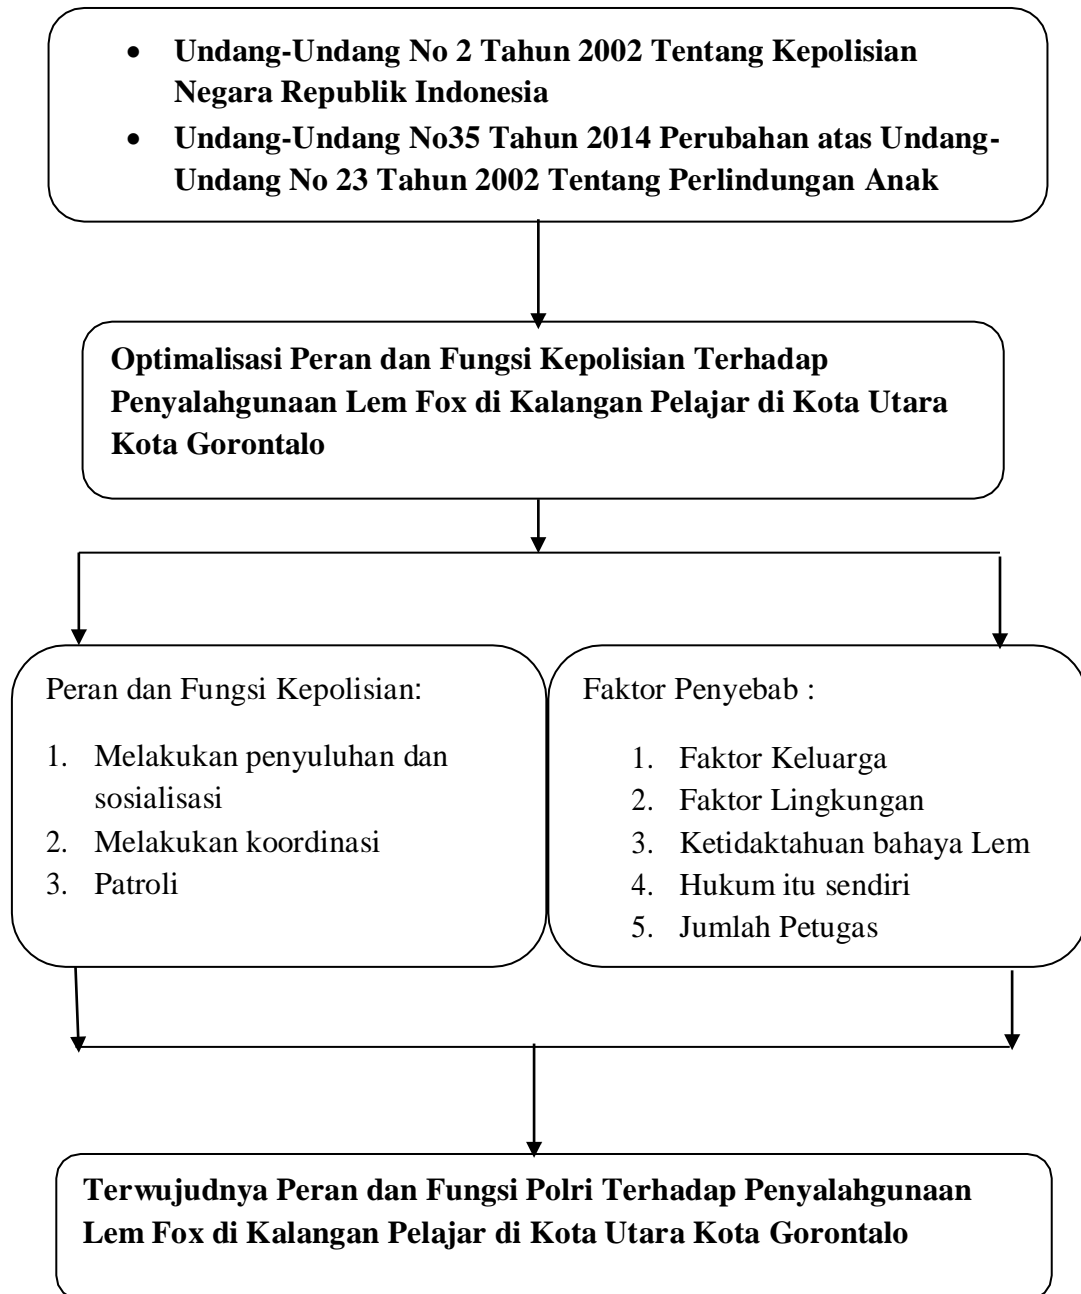 • Undang-Undang No 2 Tahun 2002 Tentang Kepolisian
Negara Republik Indonesia
• Undang-Undang No35 Tahun 2014 Perubahan atas Undang-
Undang No 23 Tahun 2002 Tentang Perlindungan Anak
Optimalisasi Peran dan Fungsi Kepolisian Terhadap
Penyalahgunaan Lem Fox di Kalangan Pelajar di Kota Utara
Kota Gorontalo
Peran dan Fungsi Kepolisian:
1. Melakukan penyuluhan dan
sosialisasi
2. Melakukan koordinasi
3. Patroli
Faktor Penyebab :
1. Faktor Keluarga
2. Faktor Lingkungan
3. Ketidaktahuan bahaya Lem
4. Hukum itu sendiri
5. Jumlah Petugas
Terwujudnya Peran dan Fungsi Polri Terhadap Penyalahgunaan
Lem Fox di Kalangan Pelajar di Kota Utara Kota Gorontalo